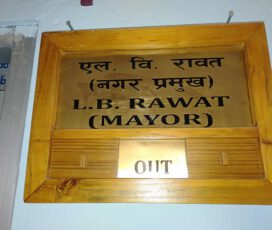 एल. वि. रावत
(नगर प्रमुख)
L.B. RAWAT
(MAYOR)
OUT